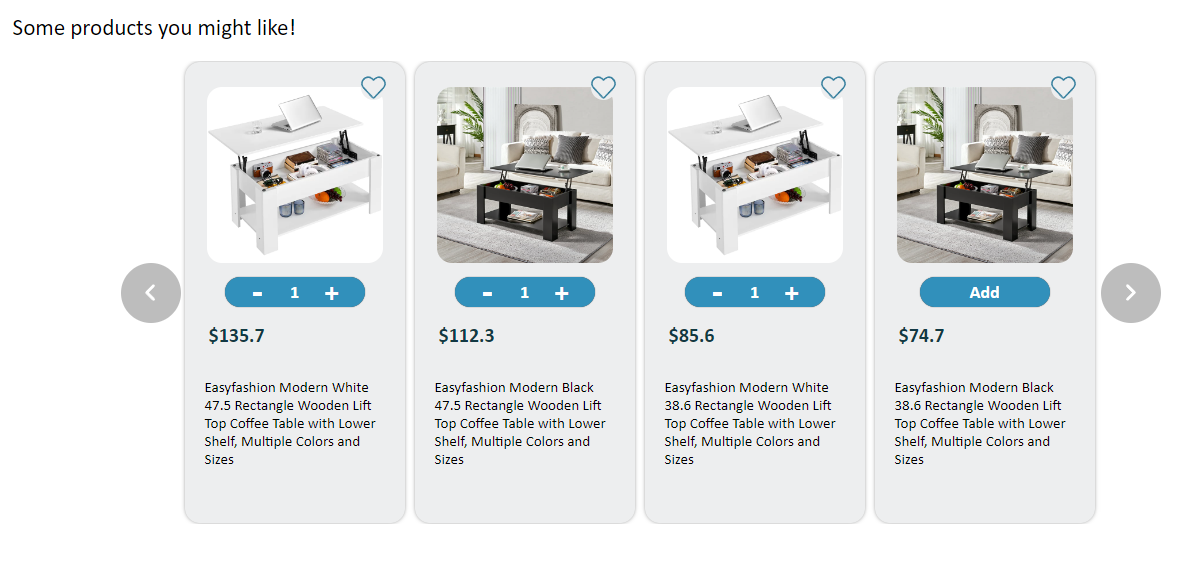 Some products you might like!
- 1 +
- 1 +
- 1 +
Add
$135.7
$112.3
$85.6
$74.7
Easyfashion Modern White
47.5 Rectangle Wooden Lift
Top Coffee Table with Lower
Shelf, Multiple Colors and
Sizes
Easyfashion Modern Black
47.5 Rectangle Wooden Lift
Top Coffee Table with Lower
Shelf, Multiple Colors and
Sizes
Easyfashion Modern White
38.6 Rectangle Wooden Lift
Top Coffee Table with Lower
Shelf, Multiple Colors and
Sizes
Easyfashion Modern Black
38.6 Rectangle Wooden Lift
Top Coffee Table with Lower
Shelf, Multiple Colors and
Sizes